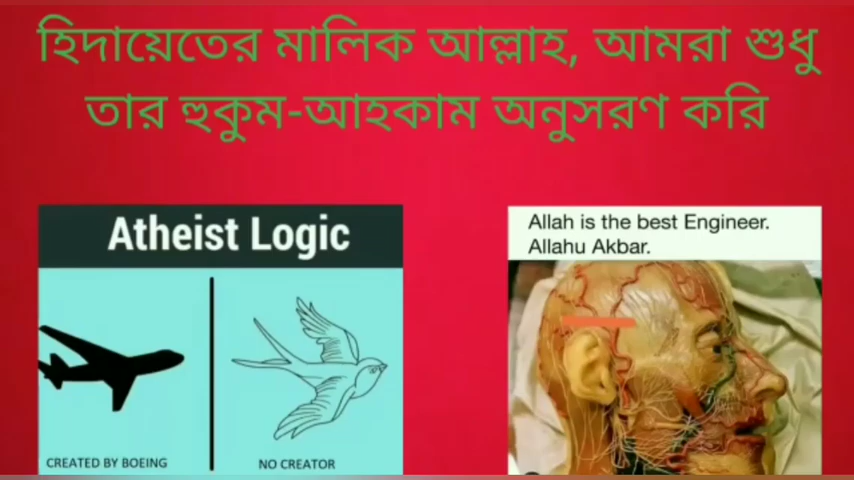 হিদায়েতের মালিক আল্লাহ, আমরা শুধু
তার হুকুম-আহকাম অনুসরণ করি
Atheist Logic
CREATED BY BOEING
NO CREATOR
Allah is the best Engineer.
Allahu Akbar.